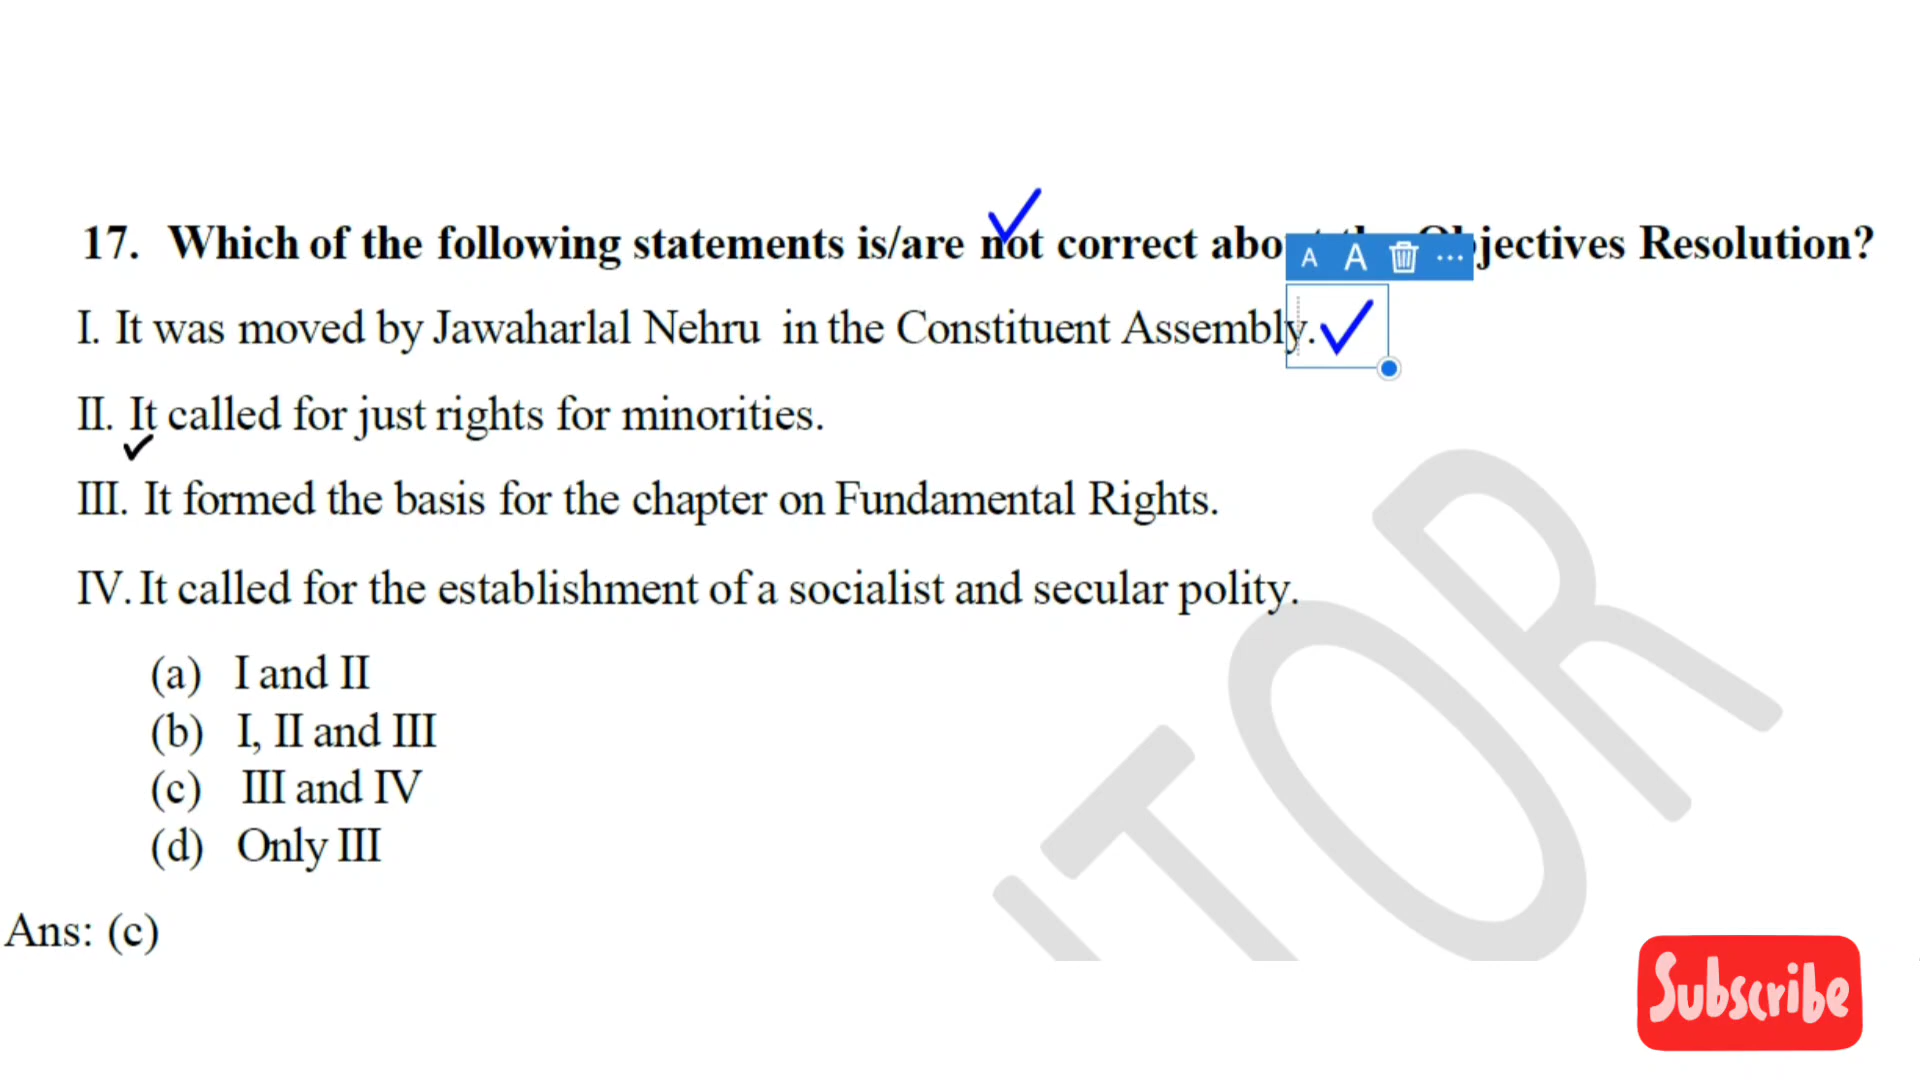 17. Which of the following statements is/are not correct abo jectives Resolution?
A A ...
I. It was moved by Jawaharlal Nehru in the Constituent Assembly.
II. It called for just rights for minorities.
III. It formed the basis for the chapter on Fundamental Rights.
IV. It called for the establishment of a socialist and secular polity.
(a) I and II
(b) I, II and III
(c) III and IV
(d) Only III
Ans: (c)
TOR
Subscribe